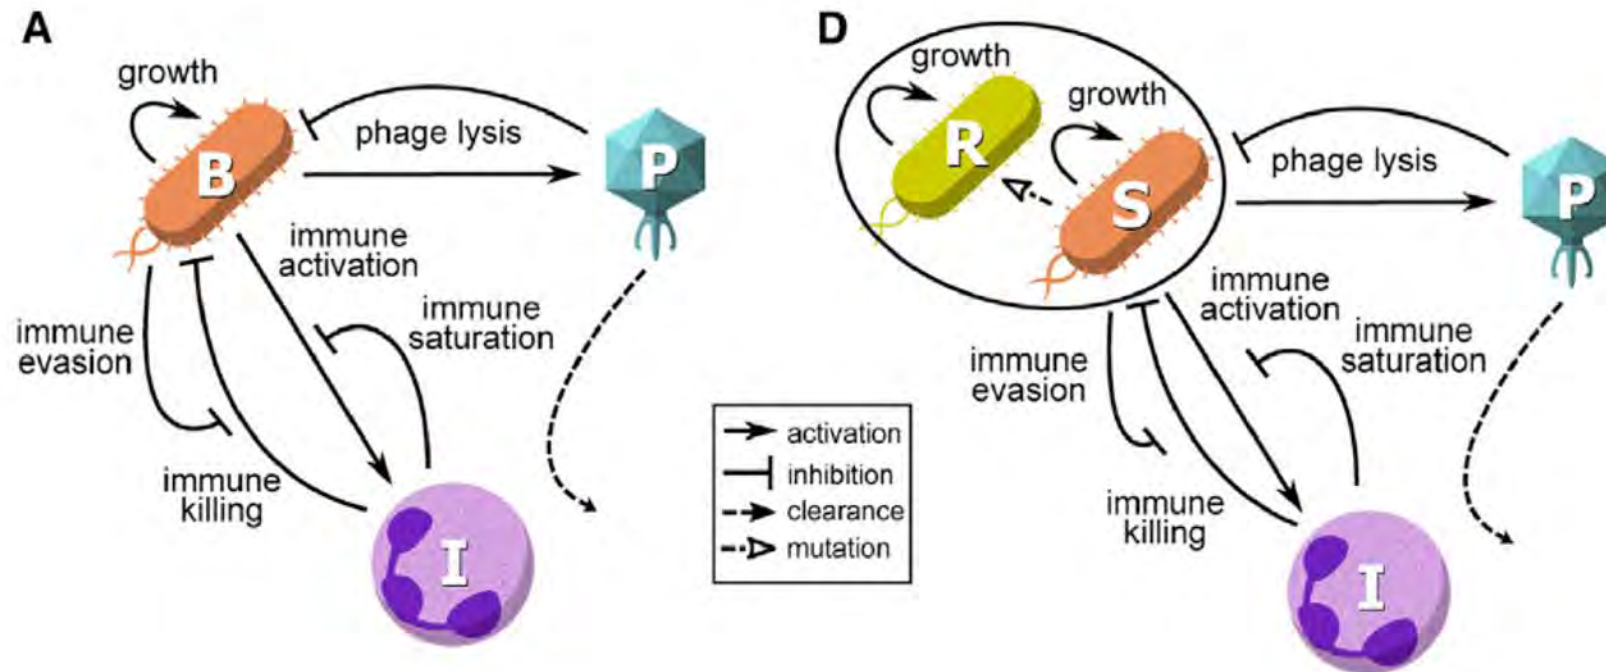 A
growth
B
phage lysis
P
immune
activation
immune
saturation
immune
evasion
immune
killing
I
activation
inhibition
clearance
mutation
D
growth
growth
R
S
phage lysis
P
immune
activation
immune
saturation
immune
evasion
immune
killing
I